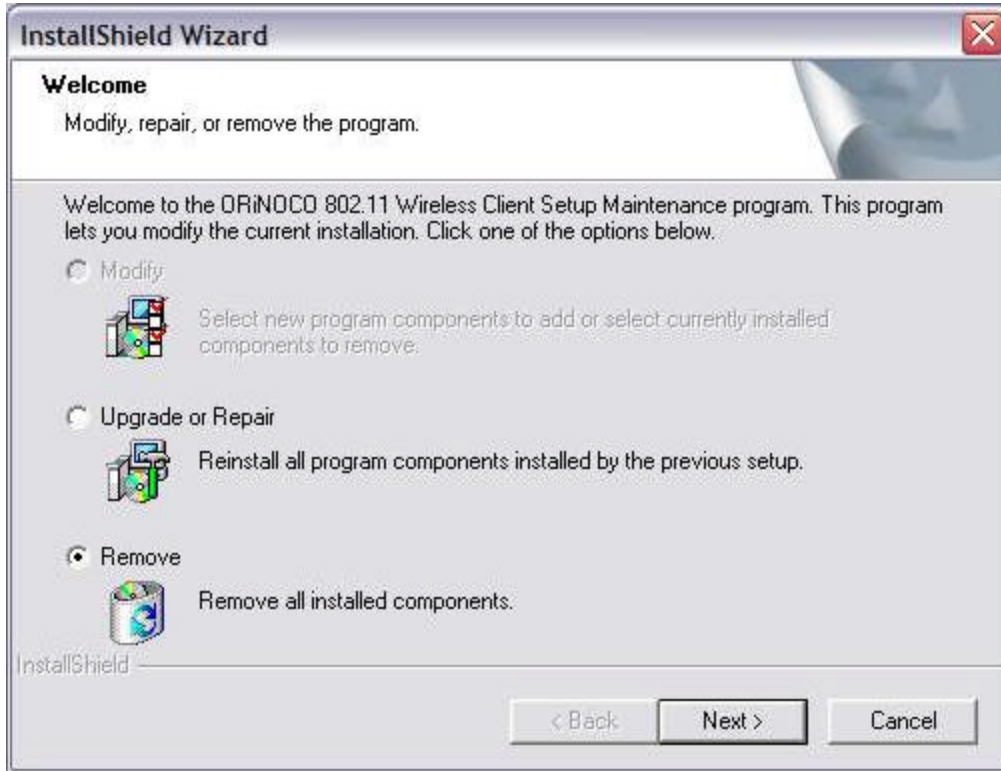 InstallShield Wizard
Welcome
Modify, repair, or remove the program.
Welcome to the ORiNOCO 802.11 Wireless Client Setup Maintenance program. This program
lets you modify the current installation. Click one of the options below.
Modify
Select new program components to add or select currently installed
components to remove.
Upgrade or Repair
Reinstall all program components installed by the previous setup.
Remove
Remove all installed components.
InstallShield
< Back
Next >
Cancel